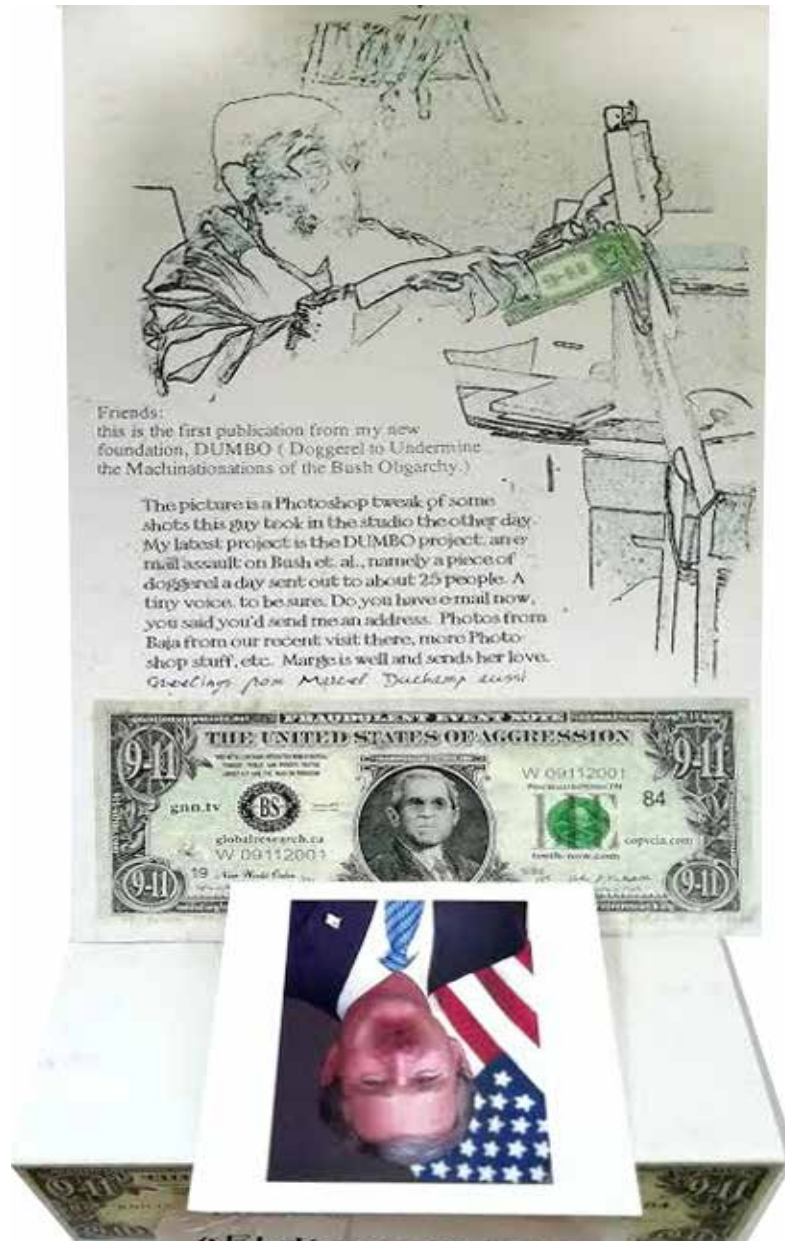 9-11
Friends:
this is the first publication from my new
foundation, DUMBO ( Doggerel to Undermine
the Machinationations of the Bush Oligarchy.)
The picture is a Photoshop tweak of some
shots this guy took in the studio the other day.
My latest project is the DUMBO project, an e-
mail assault on Bush et. al., namely a piece of
doggerel a day sent out to about 25 people. A
tiny voice, to be sure. Do you have e-mail now,
you said you'd send me an address. Photos from
Baja from our recent visit there, more Photo-
shop stuff, etc. Marge is well and sends her love.
Greetings from Marcel Duchamp aussi
FRAUDULENT EVENT NOTE
THE UNITED STATES OF AGGRESSION
9-11 9-11
W 09112001
gnn.tv BS 84
globalresearch.ca copvcia.com
W 09112001
19 New World Order
9-11 9-11
9-11 9-11